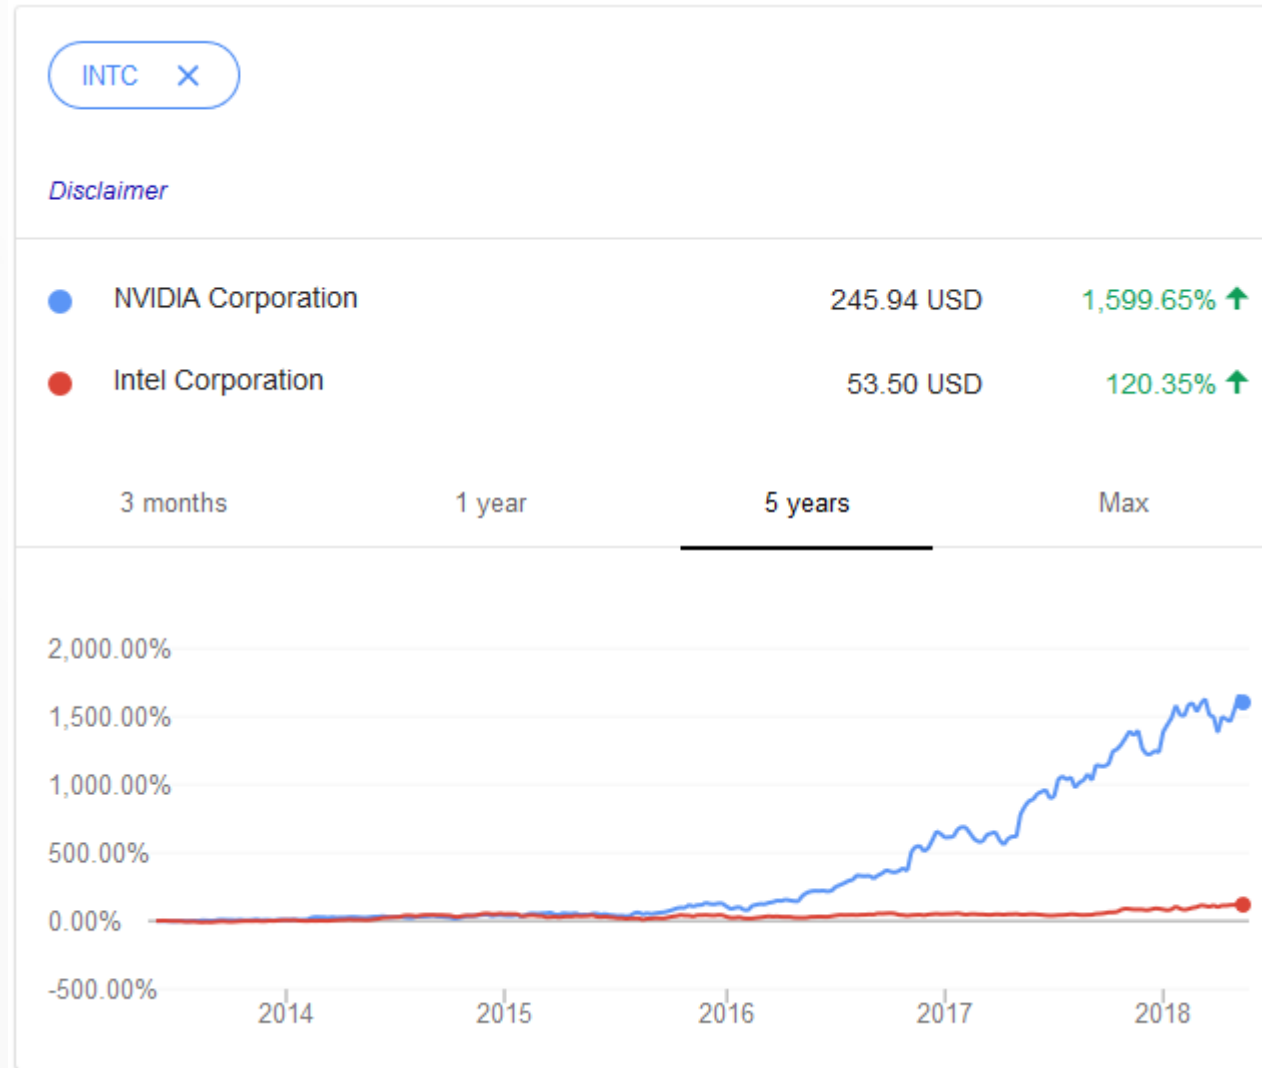 INTC ×
Disclaimer
NVIDIA Corporation 245.94 USD 1,599.65% ↑
Intel Corporation 53.50 USD 120.35% ↑
3 months 1 year 5 years Max
2,000.00%
1,500.00%
1,000.00%
500.00%
0.00%
-500.00%
2014 2015 2016 2017 2018